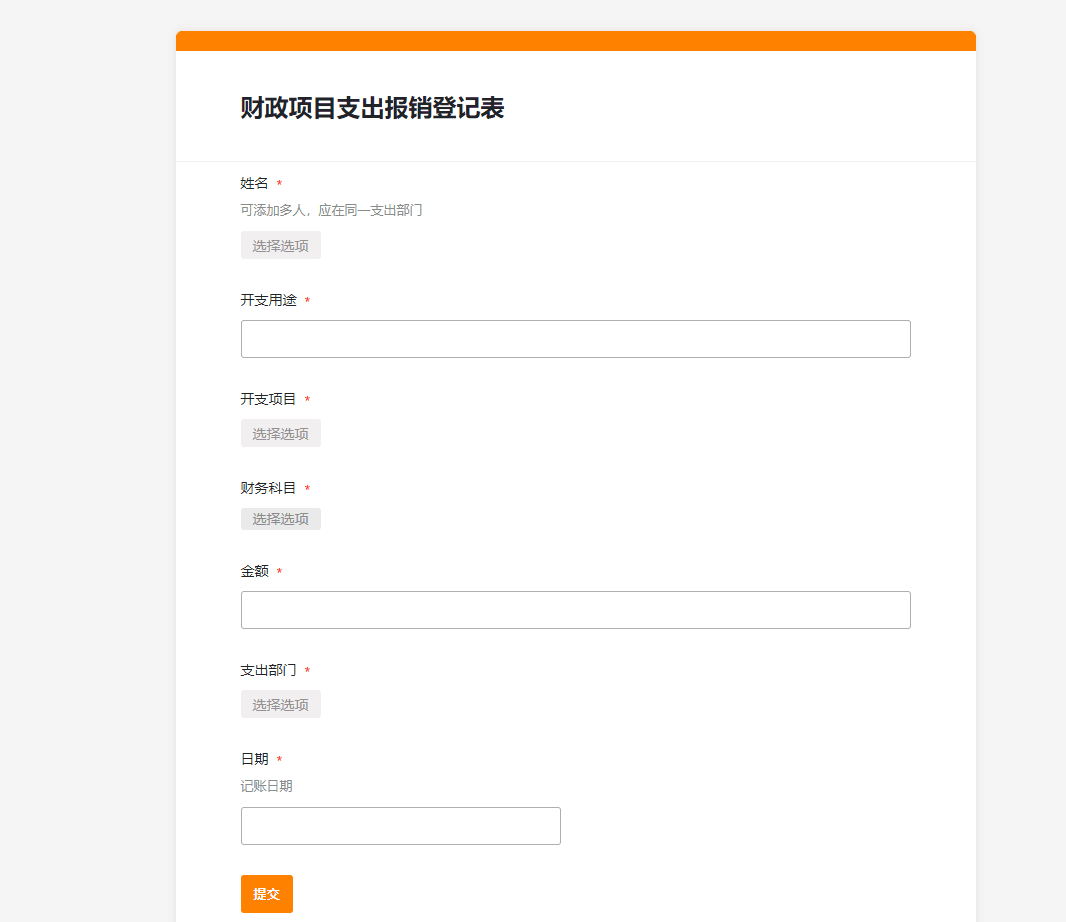 财政项目支出报销登记表
姓名 *
可添加多人，应在同一支出部门
选择选项
开支用途 *
开支项目 *
选择选项
财务科目 *
选择选项
金额 *
支出部门 *
选择选项
日期 *
记账日期
提交